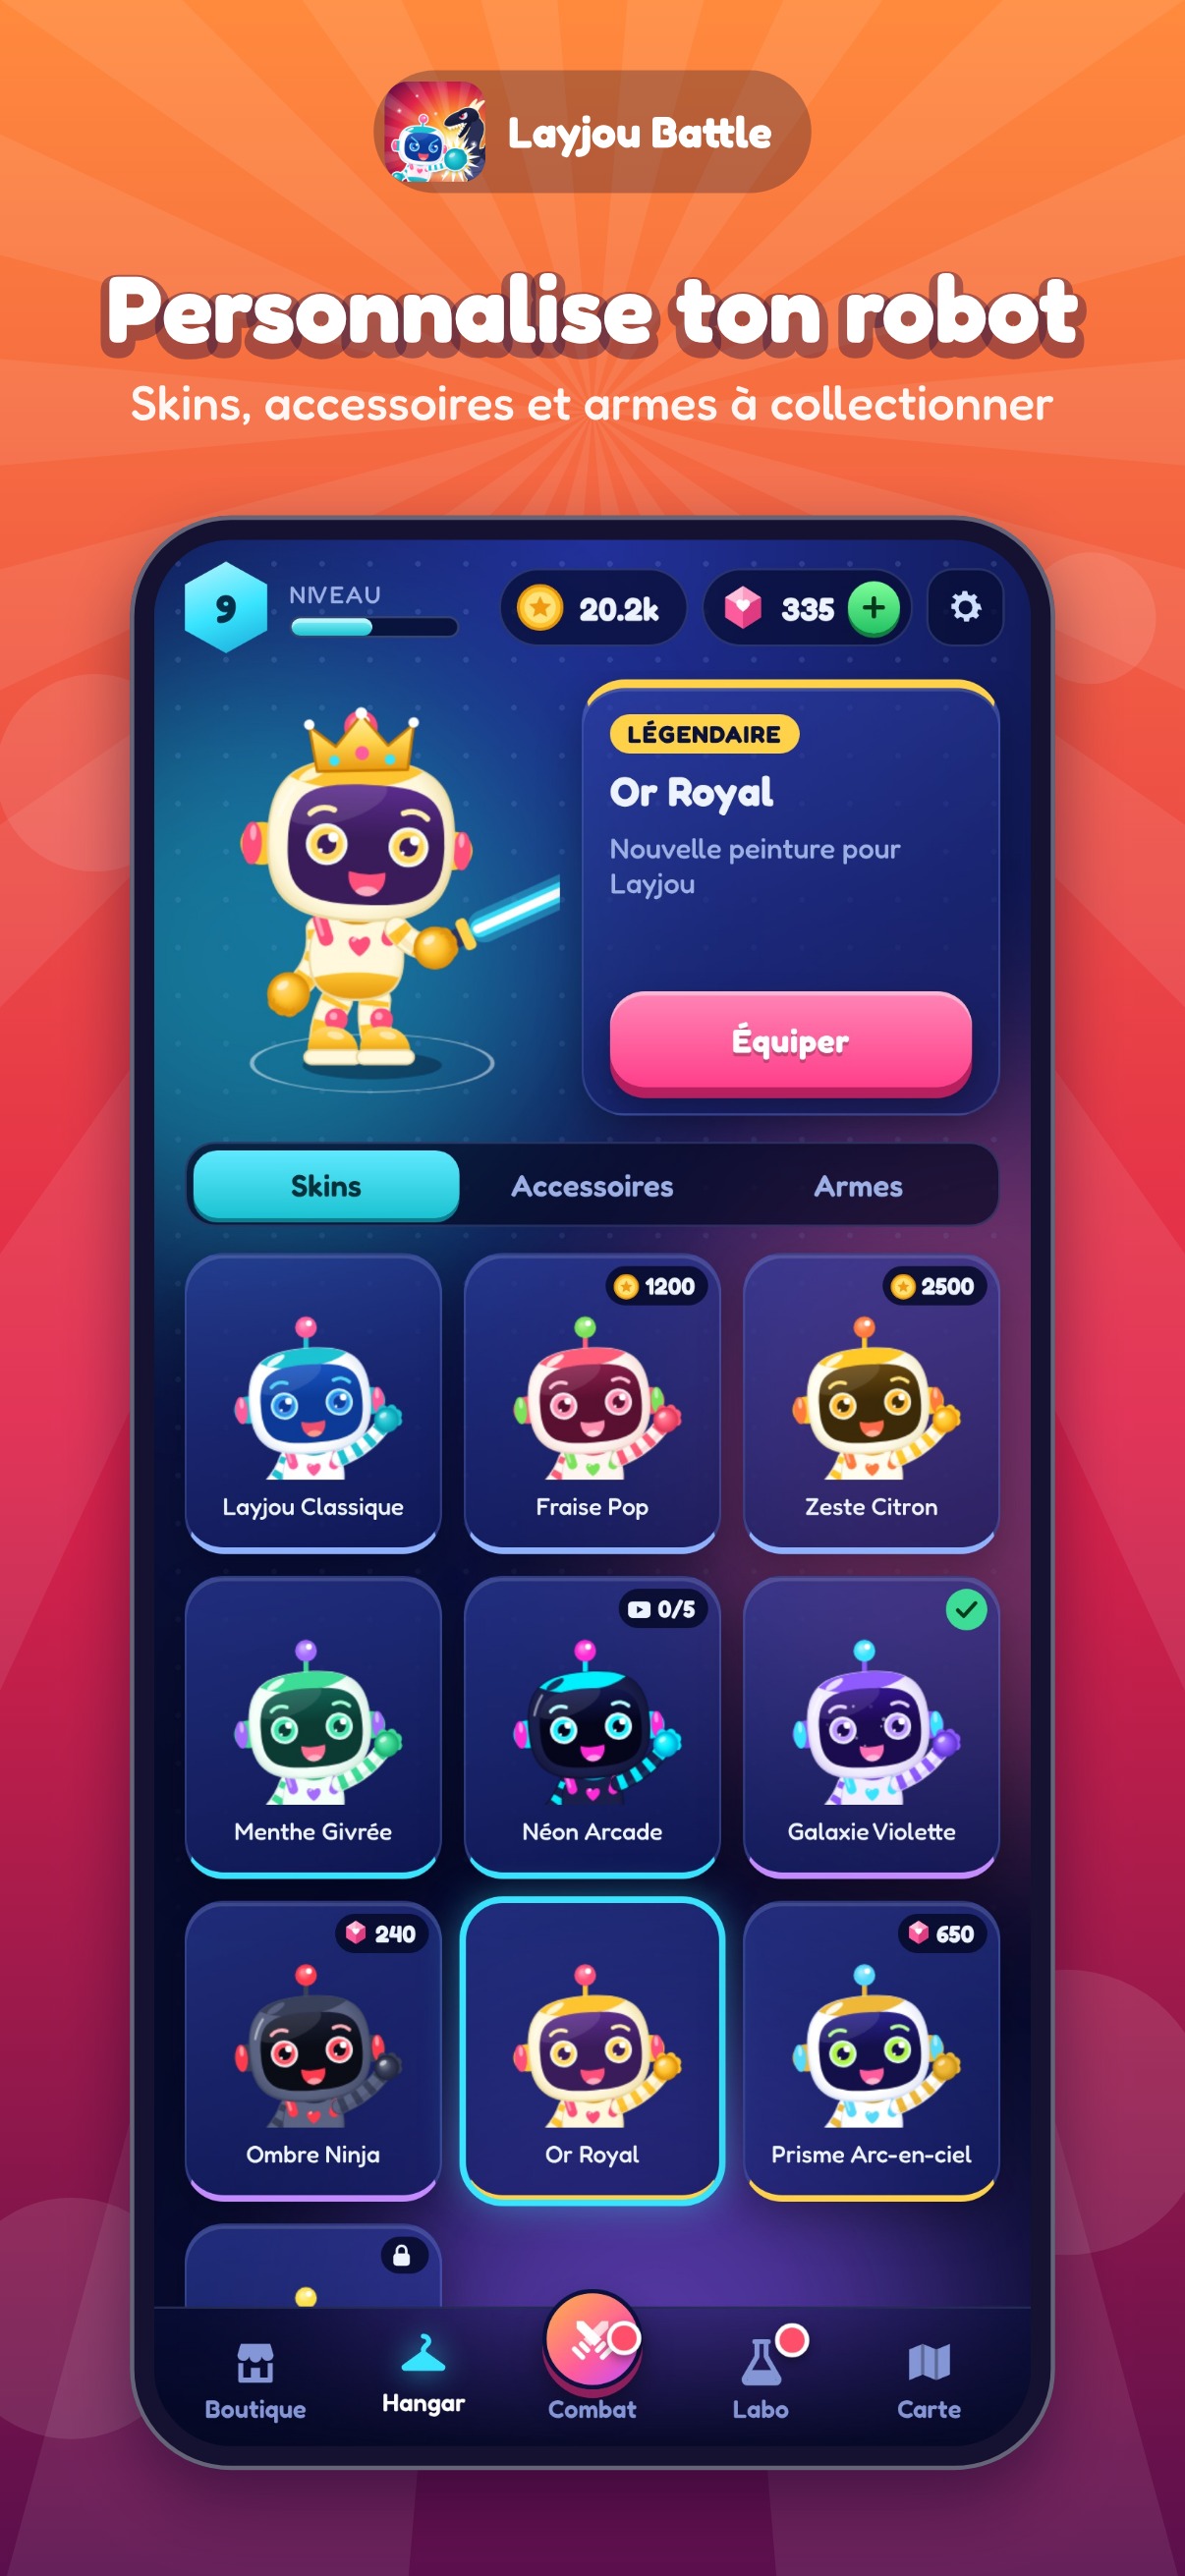 Layjou Battle
Personnalise ton robot
Skins, accessoires et armes à collectionner
9
NIVEAU
20.2k
335
LÉGENDAIRE
Or Royal
Nouvelle peinture pour
Layjou
Équiper
Skins
Accessoires
Armes
1200
2500
Layjou Classique
Fraise Pop
Zeste Citron
0/5
Menthe Givrée
Néon Arcade
Galaxie Violette
240
650
Ombre Ninja
Or Royal
Prisme Arc-en-ciel
Boutique
Hangar
Combat
Labo
Carte